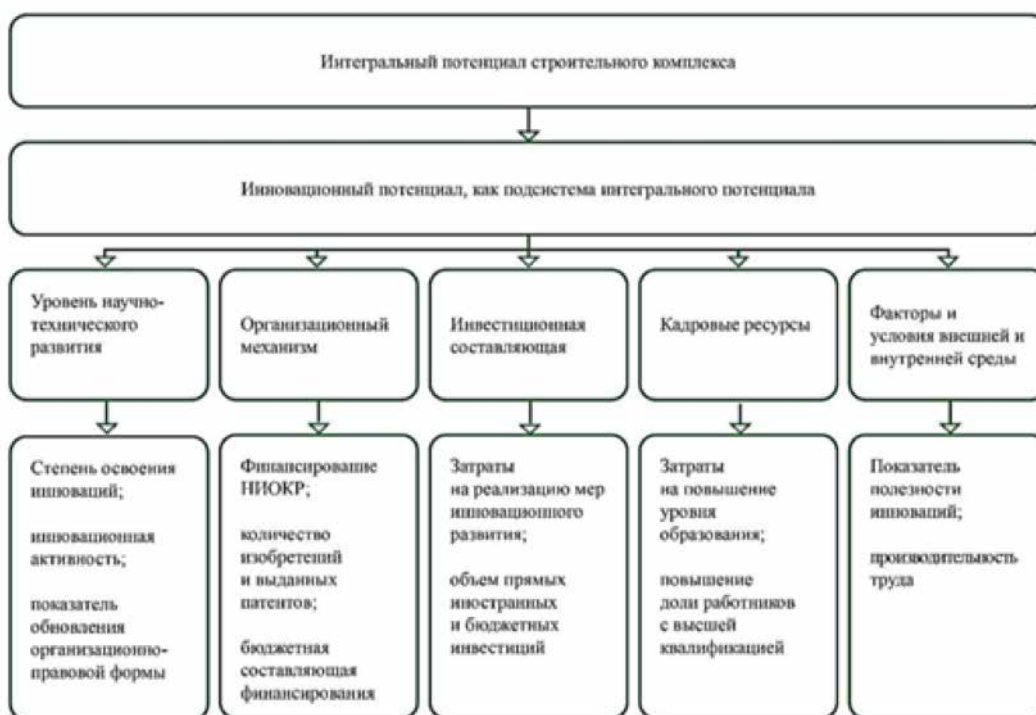 Интегральный потенциал строительного комплекса
Инновационный потенциал, как подсистема интегрального потенциала
Уровень научно-
технического
развития
Организационный
механизм
Инвестиционная
составляющая
Кадровые ресурсы
Факторы и
условия внешней и
внутренней среды
Степень освоения
инноваций;
инновационная
активность;
показатель
обновления
организационно-
правовой формы
Финансирование
НИОКР;
количество
изобретений
и выданных
патентов;
бюджетная
составляющая
финансирования
Затраты
на реализацию мер
инновационного
развития;
объем прямых
иностранных
и бюджетных
инвестиций
Затраты
на повышение
уровня
образования;
повышение
доли работников
с высшей
квалификацией
Показатель
полезности
инноваций;
производительность
труда